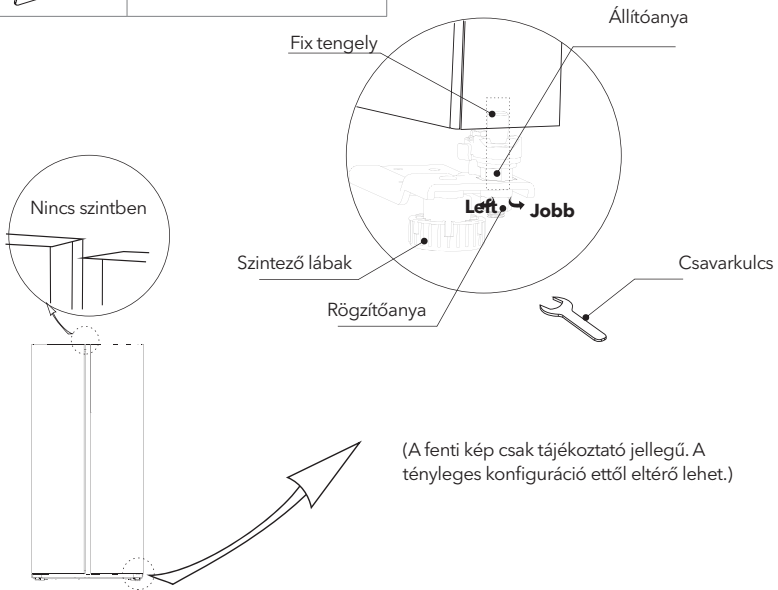 Állítóanya
Fix tengely
Nincs szintben
Left
Jobb
Szintező lábak
Csavarkulcs
Rögzítőanya
(A fenti kép csak tájékoztató jellegű. A
tényleges konfiguráció ettől eltérő lehet.)